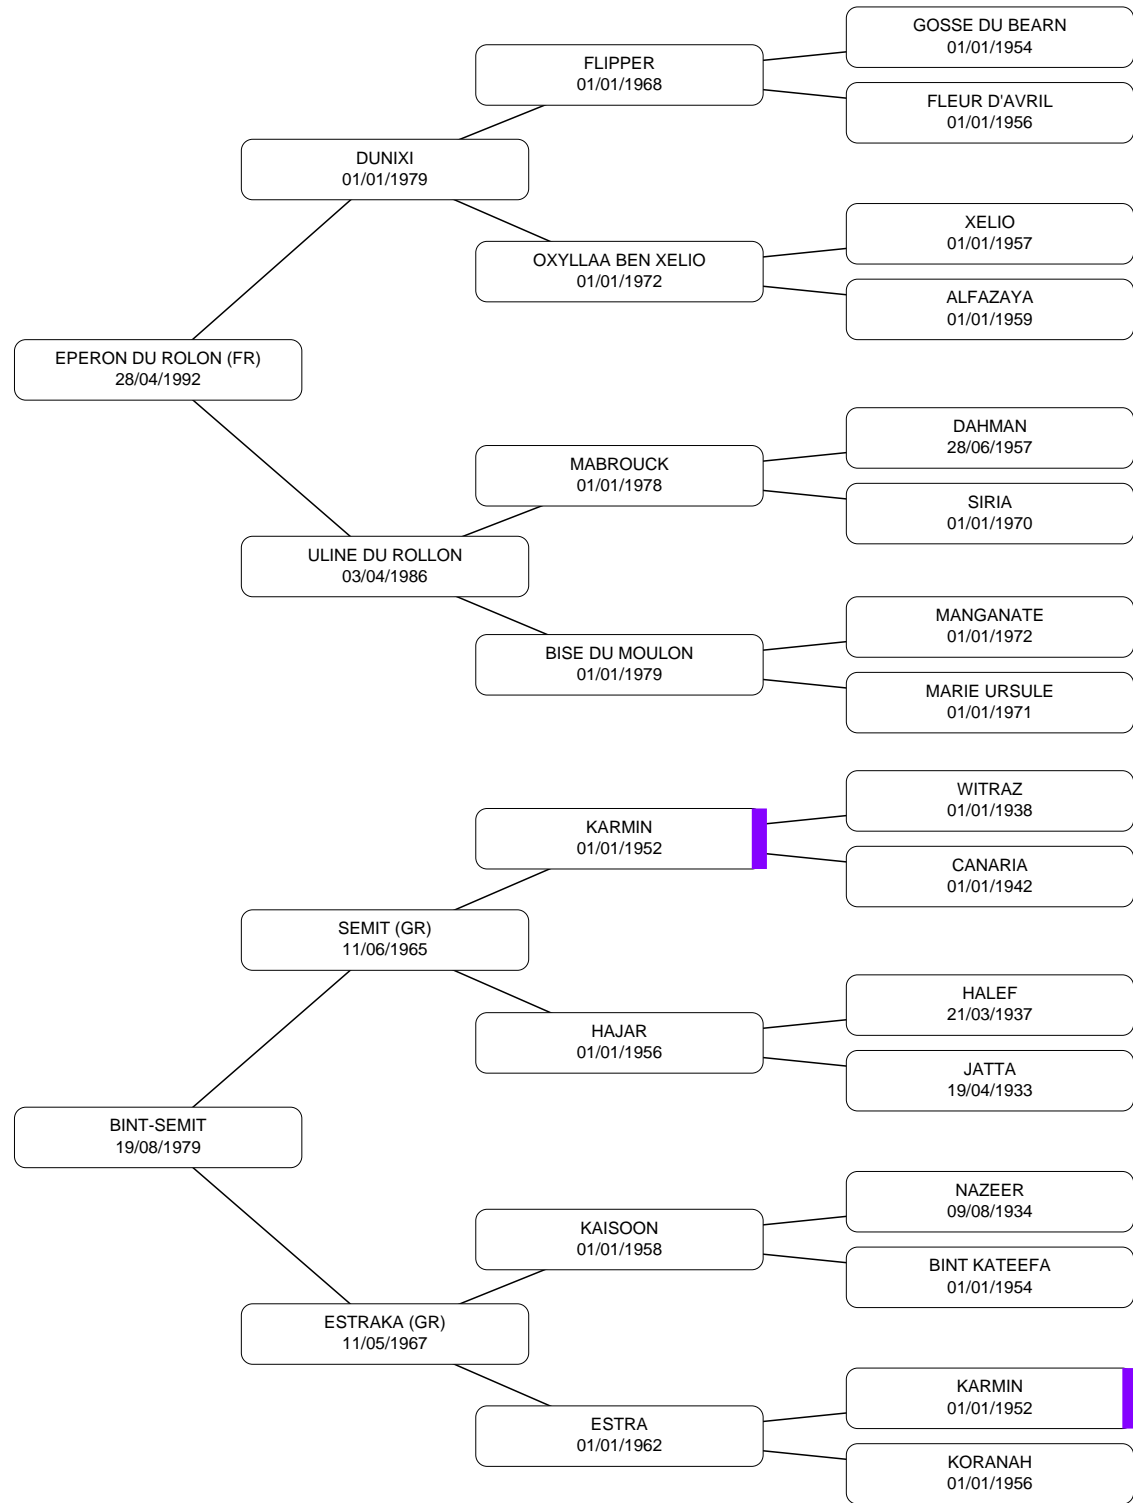 GOSSE DU BEARN
01/01/1954
FLIPPER
01/01/1968
FLEUR D'AVRIL
01/01/1956
DUNIXI
01/01/1979
XELIO
01/01/1957
OXYLLAA BEN XELIO
01/01/1972
ALFAZAYA
01/01/1959
EPERON DU ROLON (FR)
28/04/1992
DAHMAN
28/06/1957
MABROUCK
01/01/1978
SIRIA
01/01/1970
ULINE DU ROLLON
03/04/1986
MANGANATE
01/01/1972
BISE DU MOULON
01/01/1979
MARIE URSULE
01/01/1971
WITRAZ
01/01/1938
KARMIN
01/01/1952
CANARIA
01/01/1942
SEMIT (GR)
11/06/1965
HALEF
21/03/1937
HAJAR
01/01/1956
JATTA
19/04/1933
BINT-SEMIT
19/08/1979
NAZEER
09/08/1934
KAISOON
01/01/1958
BINT KATEEFA
01/01/1954
ESTRAKA (GR)
11/05/1967
KARMIN
01/01/1952
ESTRA
01/01/1962
KORANAH
01/01/1956